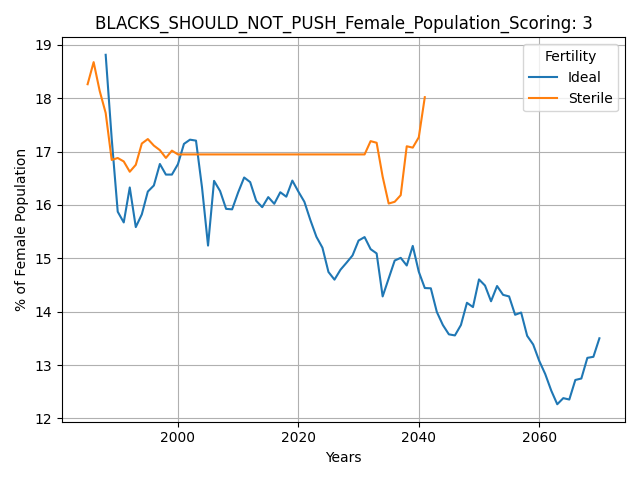 BLACKS_SHOULD_NOT_PUSH_Female_Population_Scoring: 3
Fertility
Ideal
Sterile
% of Female Population
19
18
17
16
15
14
13
12
2000 2020 2040 2060
Years